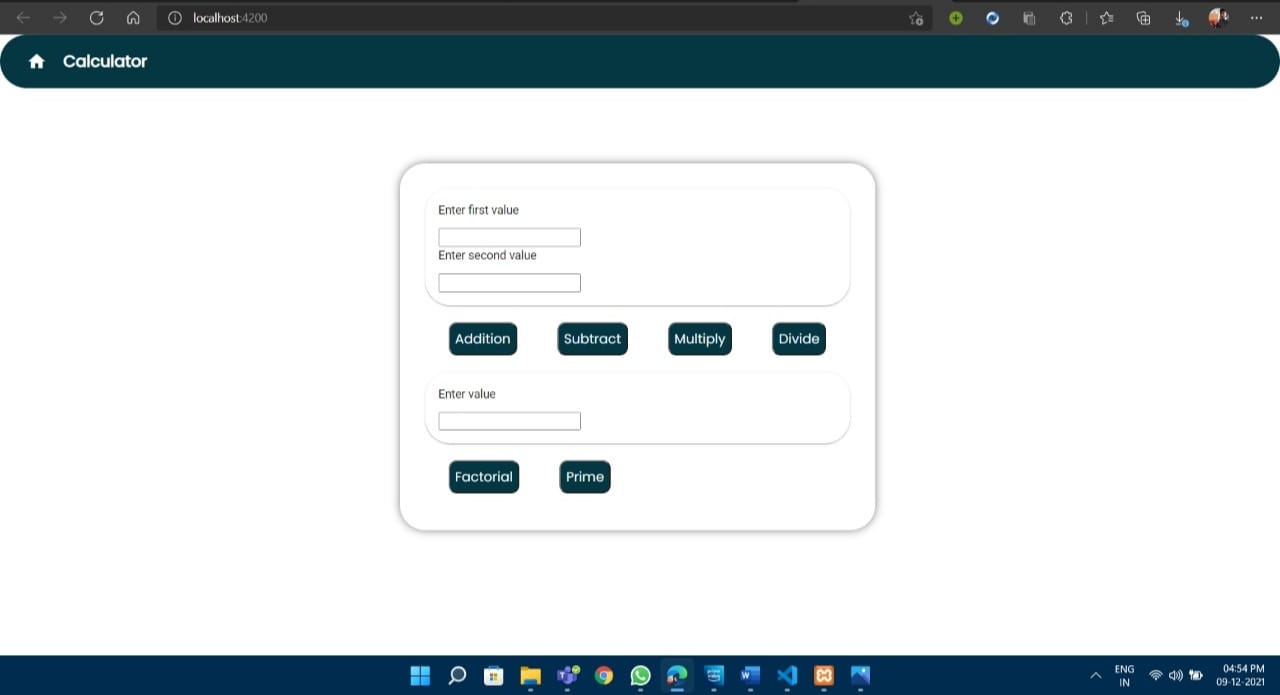 localhost:4200
Calculator
Enter first value
Enter second value
Addition Subtract Multiply Divide
Enter value
Factorial Prime
ENG
IN
04:54 PM
09-12-2021